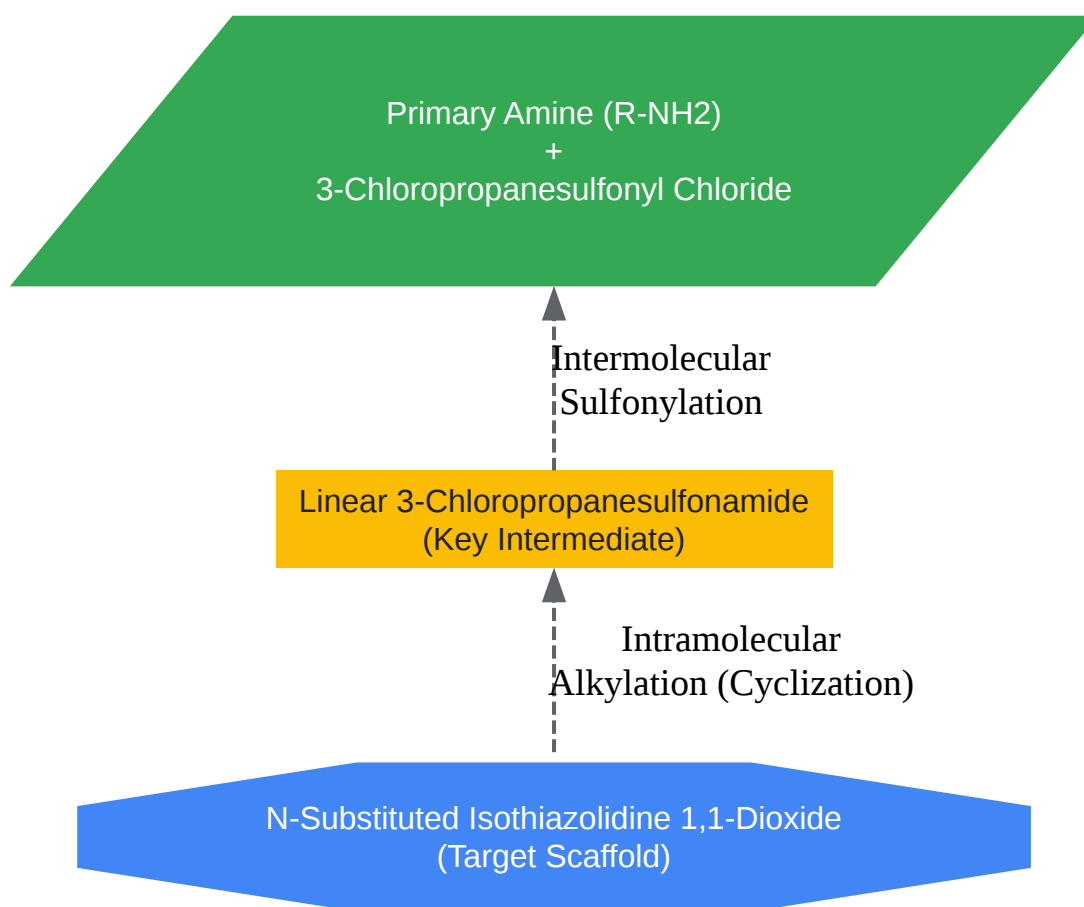 Primary Amine (R-NH2)
+
3-Chloropropanesulfonyl Chloride
Intermolecular
Sulfonylation
Linear 3-Chloropropanesulfonamide
(Key Intermediate)
Intramolecular
Alkylation (Cyclization)
N-Substituted Isothiazolidine 1,1-Dioxide
(Target Scaffold)